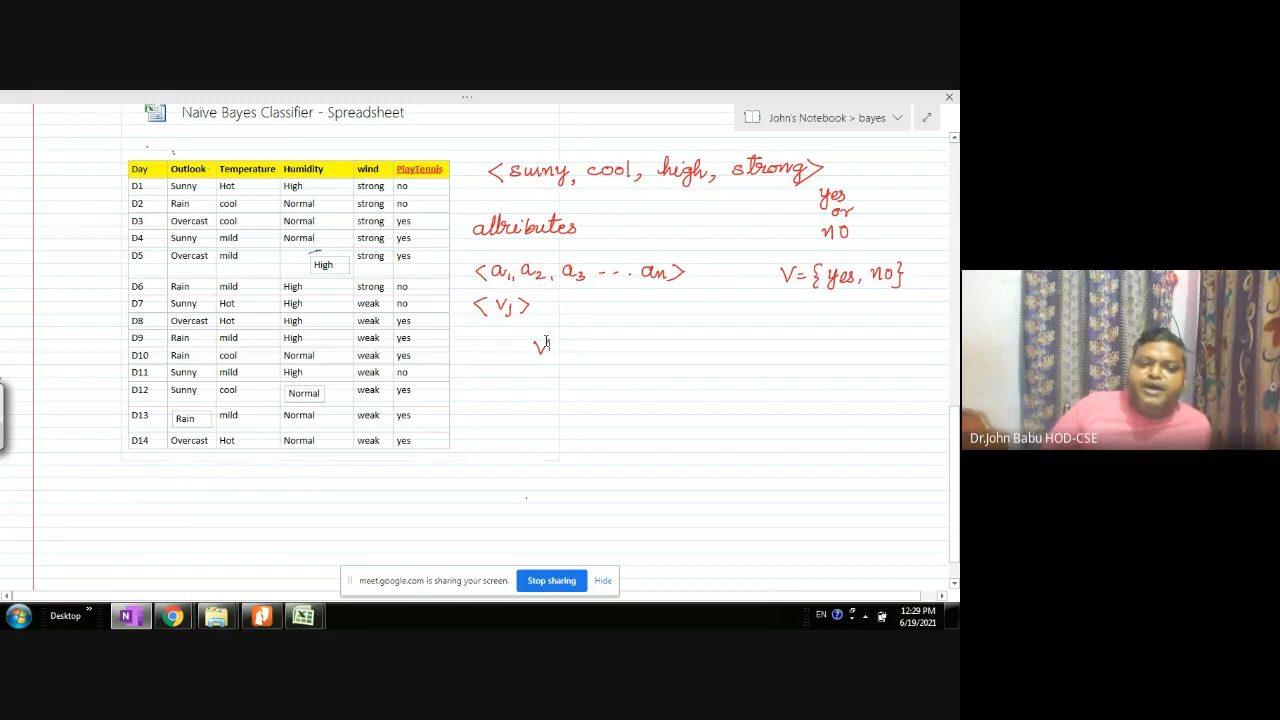 Naïve Bayes Classifier - Spreadsheet
John's Notebook > bayes
Day Outlook Temperature Humidity wind PlayTennis
D1 Sunny Hot High strong no
D2 Rain cool Normal strong no
D3 Overcast cool Normal strong yes
D4 Sunny mild Normal strong yes
D5 Overcast mild High strong yes
D6 Rain mild High strong no
D7 Sunny Hot High weak no
D8 Overcast Hot High weak yes
D9 Rain mild High weak yes
D10 Rain cool Normal weak yes
D11 Sunny mild High weak no
D12 Sunny cool Normal weak yes
D13 Rain mild Normal weak yes
D14 Overcast Hot Normal weak yes
<sunny, cool, high, strong>
yes
or
no
attributes
<a1, a2, a3 --- . an>
V={yes, no}
<vj>
V
Dr.John Babu HOD-CSE
meet.google.com is sharing your screen. Stop sharing Hide
Desktop » EN 12:29 PM
6/19/2021